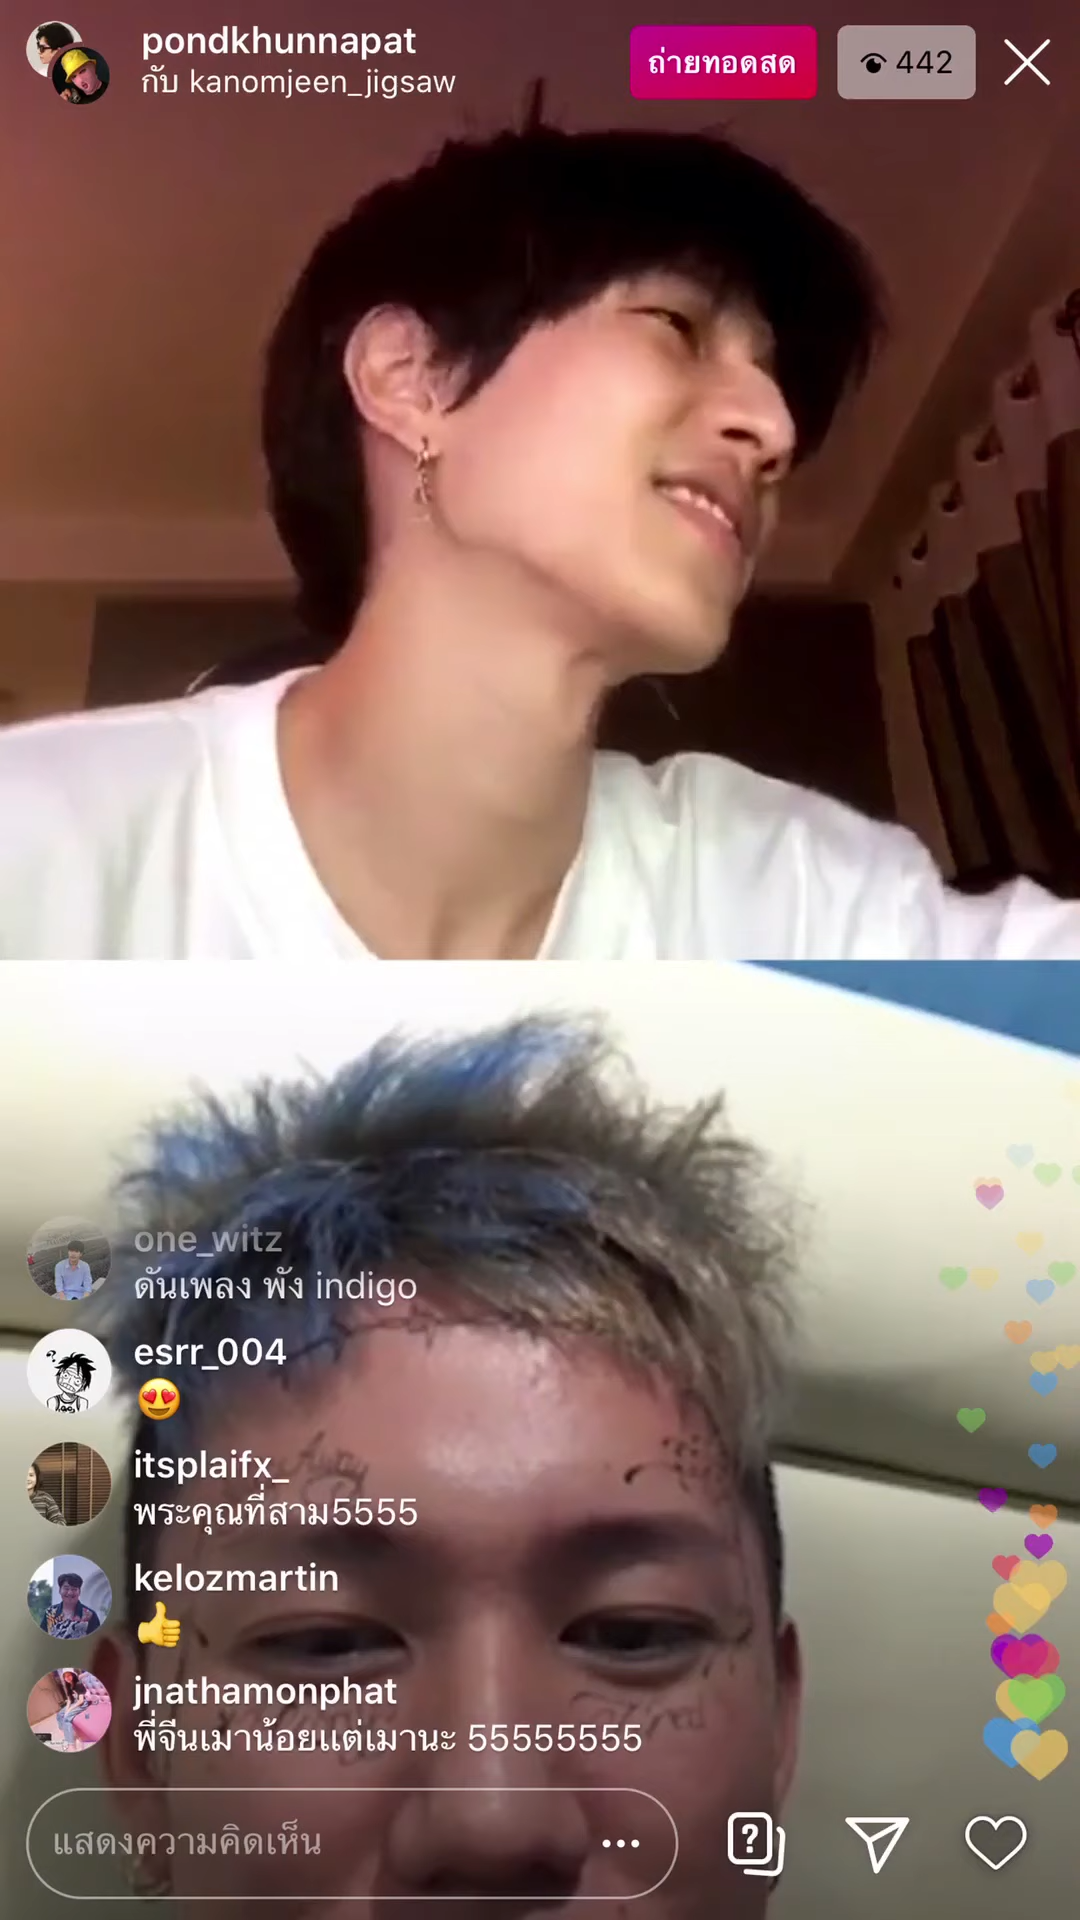 pondkhunnapat
กับ kanomjeen_jigsaw
ถ่ายทอดสด
442
one_witz
ดันเพลง พัง indigo
esrr_004
😍
itsplaifx_
พระคุณที่สาม5555
kelozmartin
👍
jnathamonphat
พี่จีนเมาน้อยแต่เมานะ 55555555
แสดงความคิดเห็น